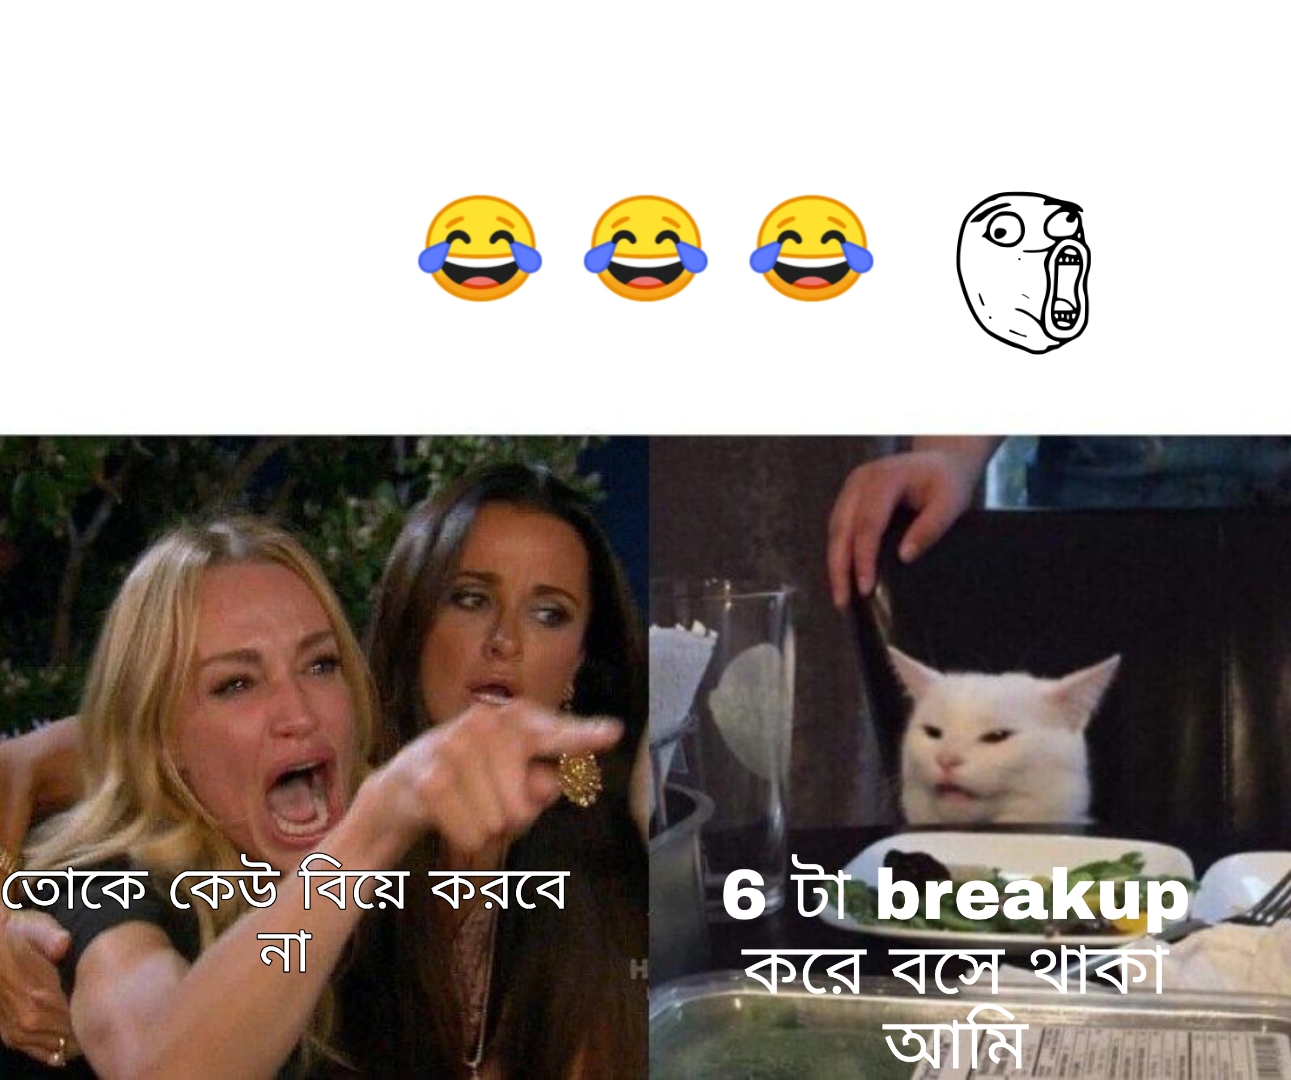 তোকে কেউ বিয়ে করবে
না
6 টা breakup
করে বসে থাকা
আমি